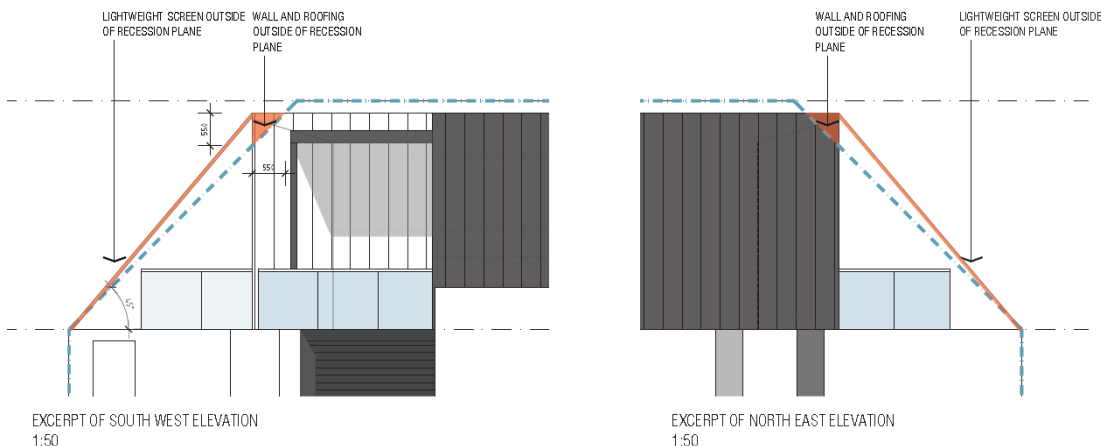 LIGHTWEIGHT SCREEN OUTSIDE
OF RECESSION PLANE
WALL AND ROOFING
OUTSIDE OF RECESSION
PLANE
550
550
45°
EXCERPT OF SOUTH WEST ELEVATION
1:50
WALL AND ROOFING
OUTSIDE OF RECESSION
PLANE
LIGHTWEIGHT SCREEN OUTSIDE
OF RECESSION PLANE
EXCERPT OF NORTH EAST ELEVATION
1:50